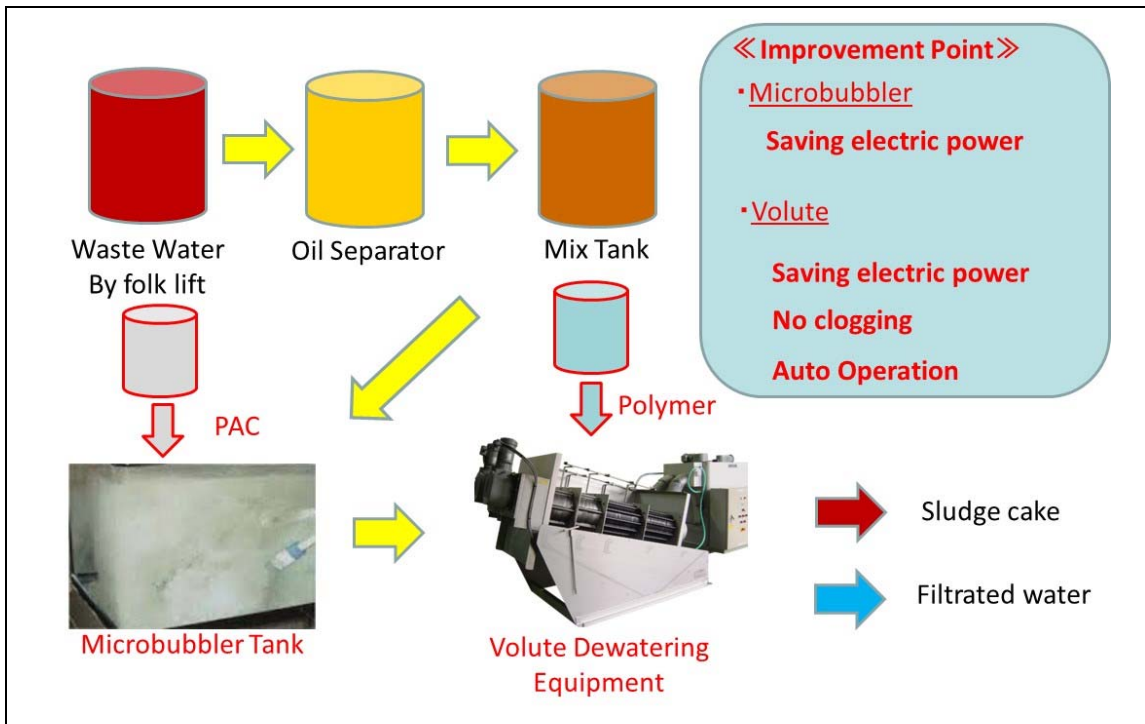 Waste Water
By folk lift
Oil Separator
Mix Tank
≪Improvement Point≫
・Microbubbler
Saving electric power
・Volute
Saving electric power
No clogging
Auto Operation
PAC
Polymer
Microbubbler Tank
Volute Dewatering
Equipment
Sludge cake
Filtrated water